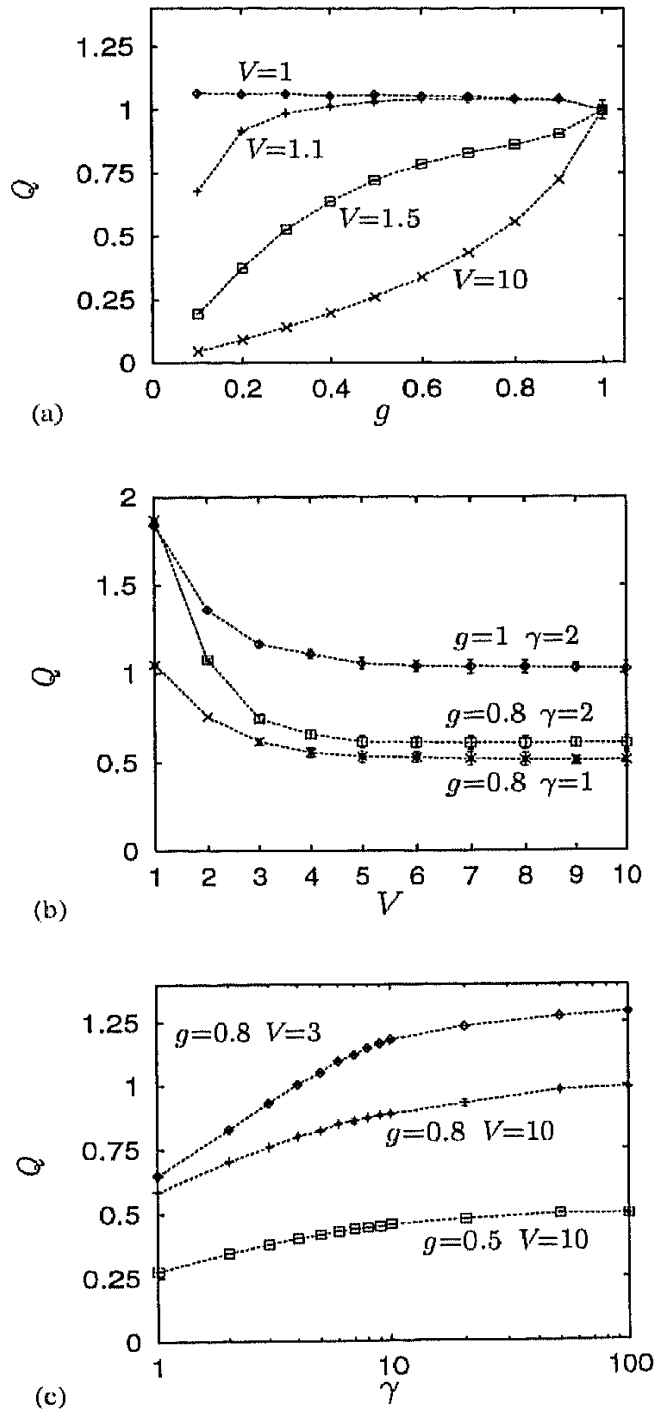 1.25
V=1
1
V=1.1
0.75
Q
V=1.5
0.5
V=10
0.25
0
0 0.2 0.4 0.6 0.8 1
(a) g
2
1.5
g=1 γ=2
Q 1
g=0.8 γ=2
0.5
g=0.8 γ=1
0
1 2 3 4 5 6 7 8 9 10
(b) V
1.25
g=0.8 V=3
1
g=0.8 V=10
0.75
Q
0.5
g=0.5 V=10
0.25
0
1 10 100
(c) γ